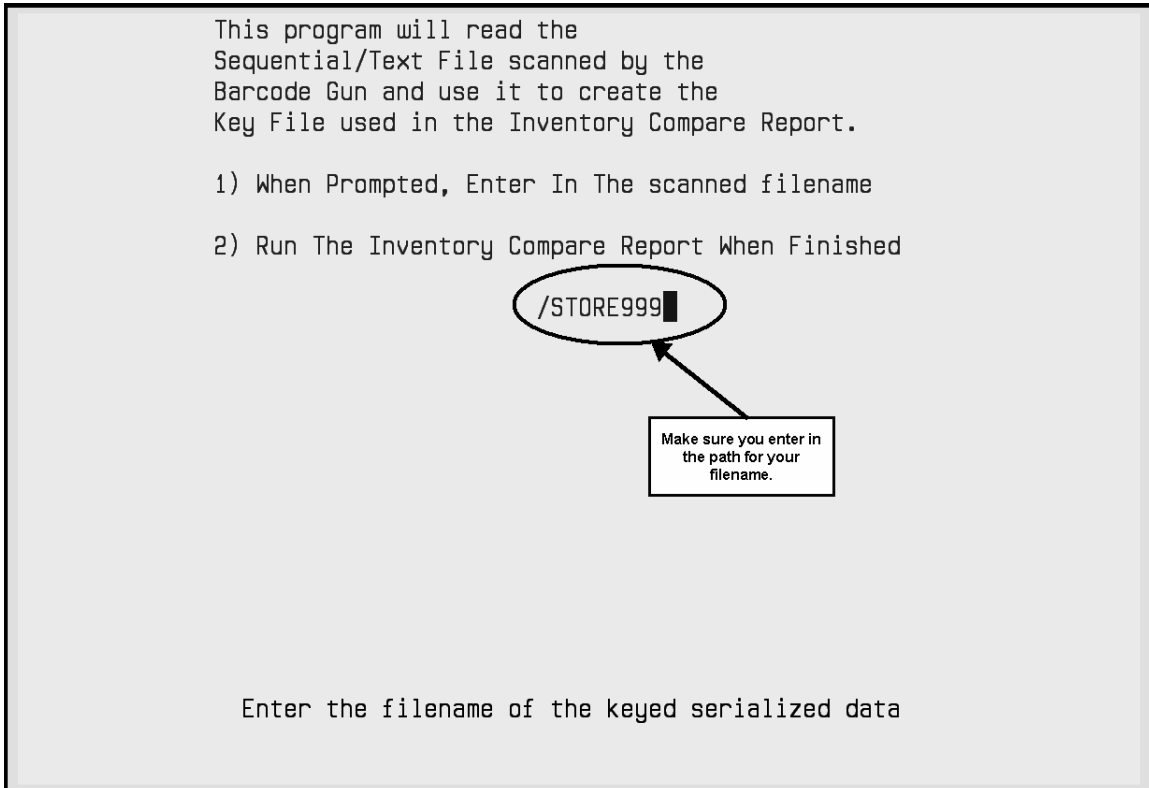 This program will read the
Sequential/Text File scanned by the
Barcode Gun and use it to create the
Key File used in the Inventory Compare Report.
1) When Prompted, Enter In The scanned filename
2) Run The Inventory Compare Report When Finished
/STORE999
Make sure you enter in
the path for your
filename.
Enter the filename of the keyed serialized data